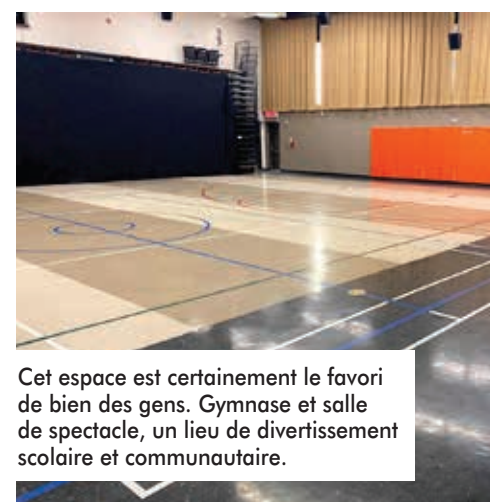 Cet espace est certainement le favori
de bien des gens. Gymnase et salle
de spectacle, un lieu de divertissement
scolaire et communautaire.